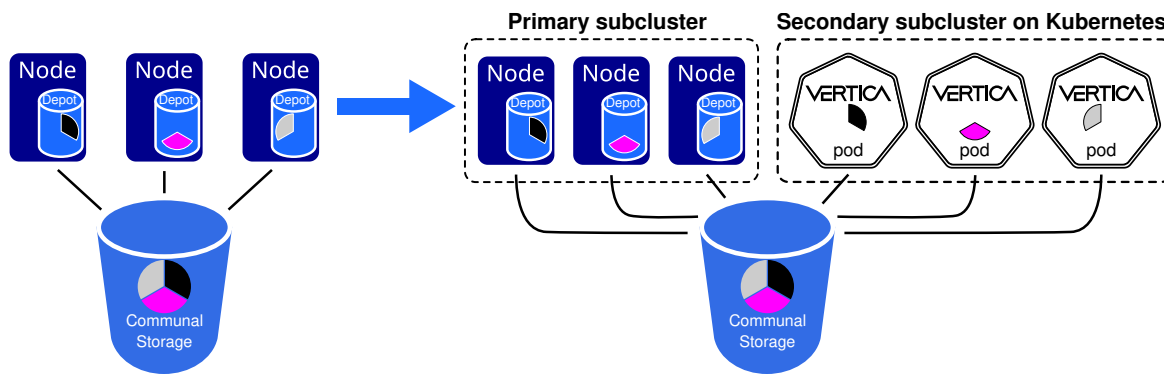 Primary subcluster
Secondary subcluster on Kubernetes
Node
Depot
Node
Depot
Node
Depot
Node
Depot
Node
Depot
Node
Depot
VERTICA
pod
VERTICA
pod
VERTICA
pod
Communal
Storage
Communal
Storage